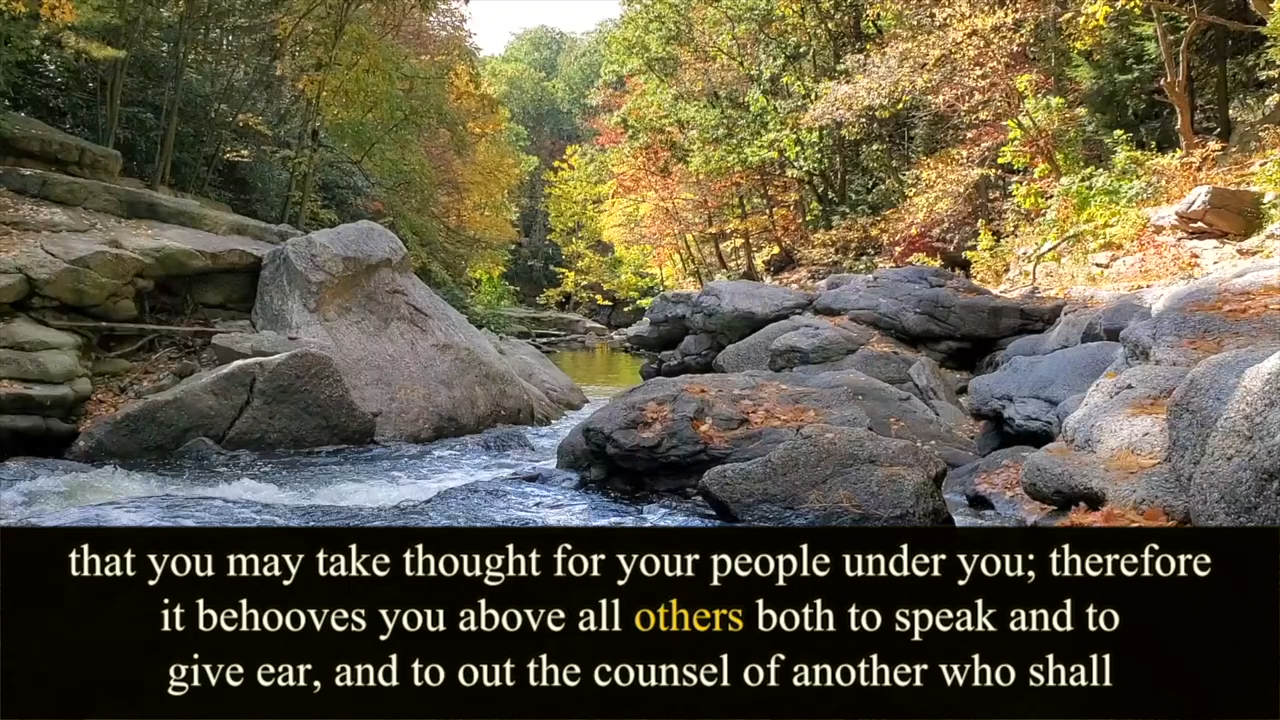 that you may take thought for your people under you; therefore
it behooves you above all others both to speak and to
give ear, and to out the counsel of another who shall